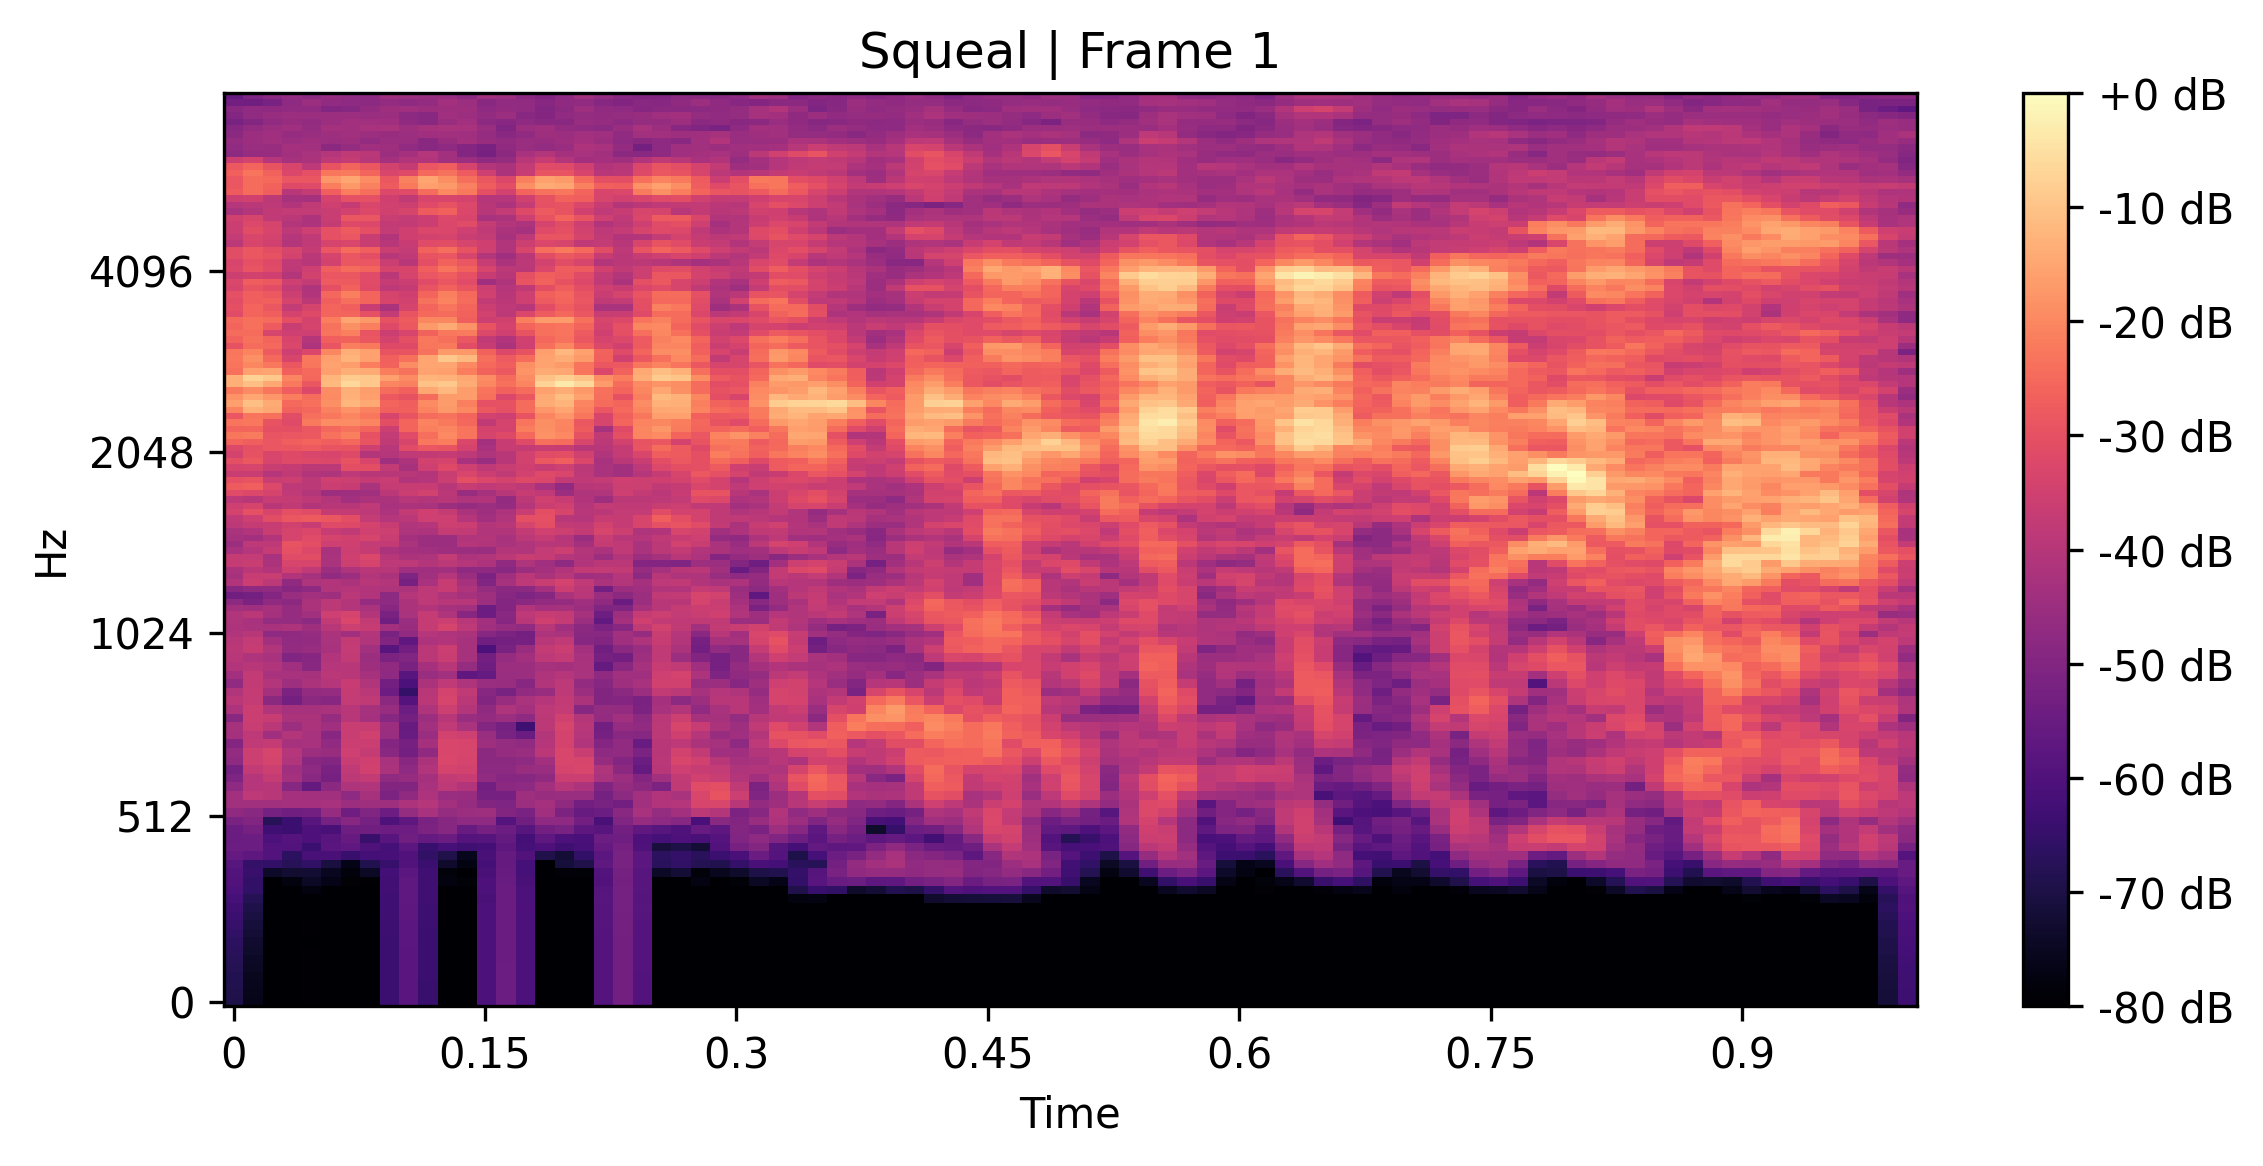 Squeal | Frame 1
+0 dB
-10 dB
-20 dB
-30 dB
-40 dB
-50 dB
-60 dB
-70 dB
-80 dB
Hz
4096
2048
1024
512
0
0 0.15 0.3 0.45 0.6 0.75 0.9
Time